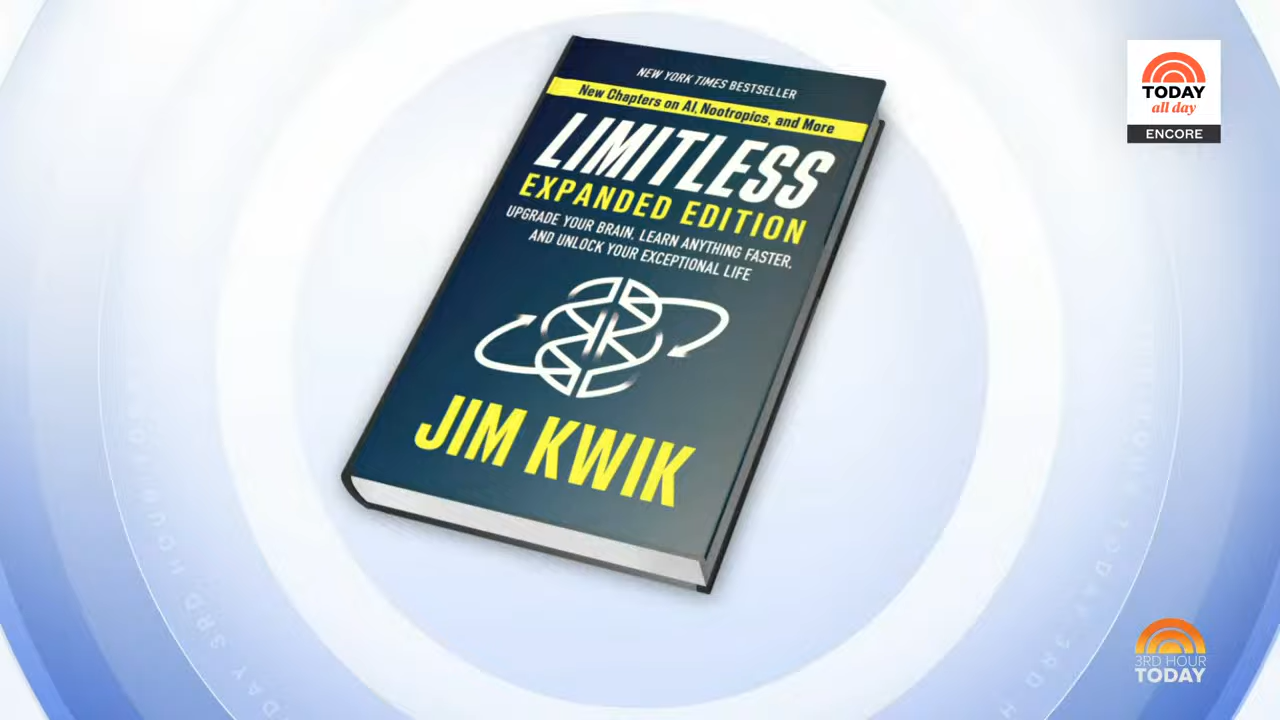 NEW YORK TIMES BESTSELLER
New Chapters on AI, Nootropics, and More
LIMITLESS
EXPANDED EDITION
UPGRADE YOUR BRAIN, LEARN ANYTHING FASTER,
AND UNLOCK YOUR EXCEPTIONAL LIFE
JIM KWIK
TODAY
all day
ENCORE
3RD HOUR
TODAY